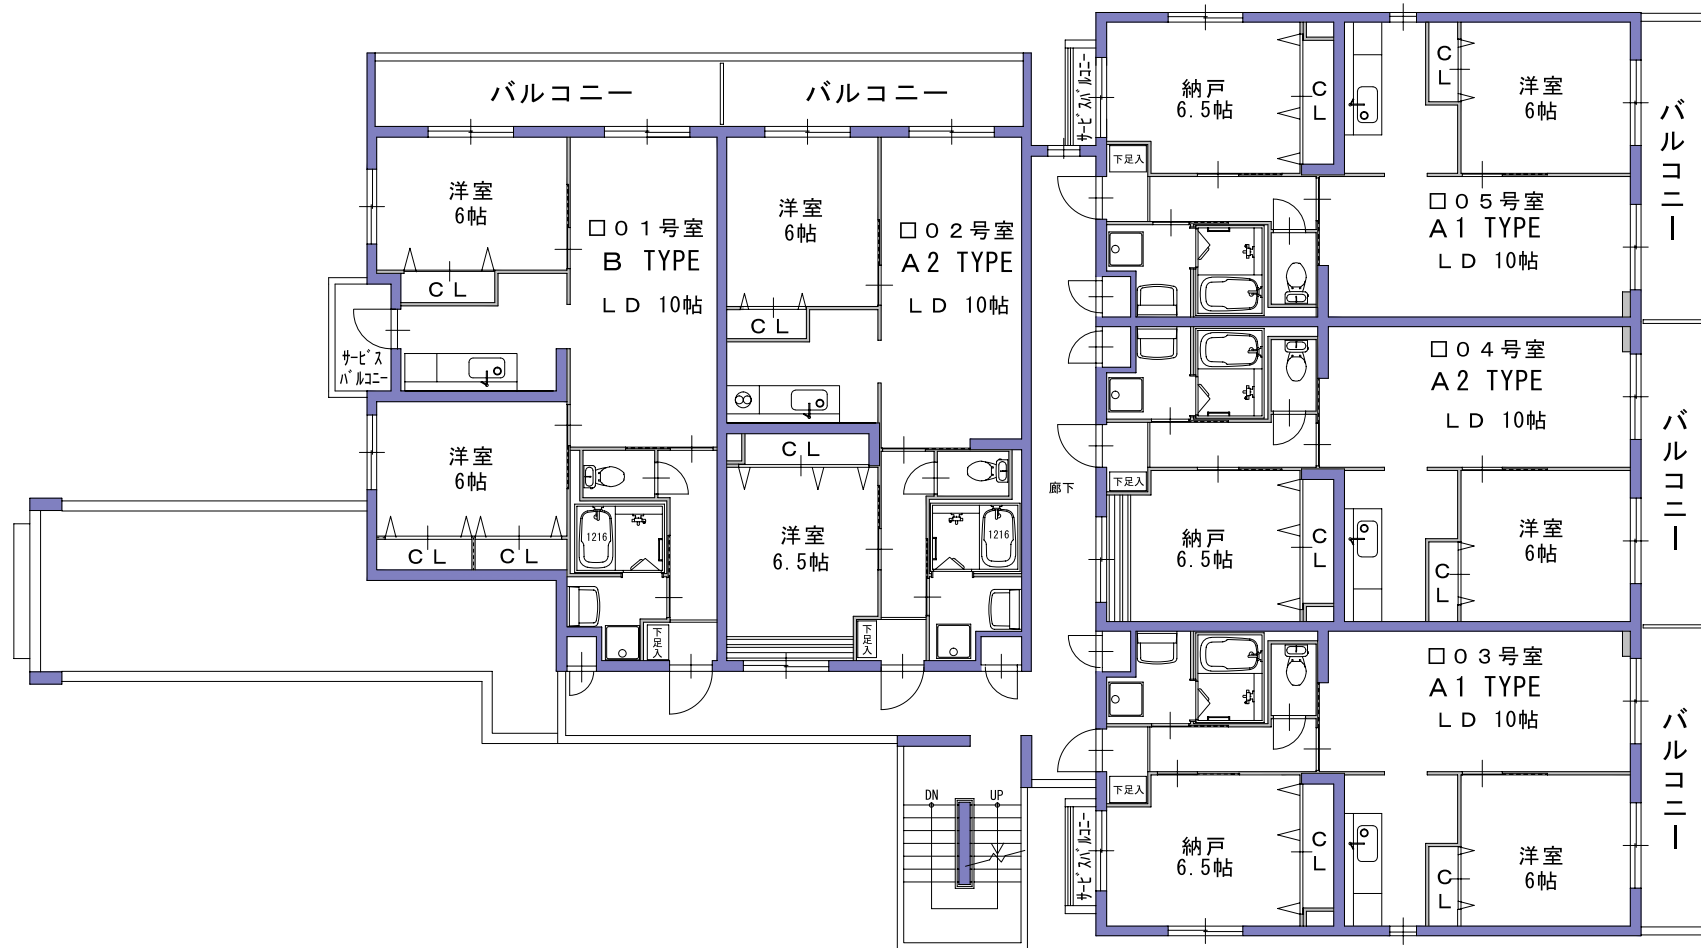 バルコニー
バルコニー
洋室
6帖
CL
□０１号室
B TYPE
LD 10帖
サービス
バルコニー
洋室
6帖
CL
CL
1216
下足入
洋室
6帖
CL
□０２号室
A2 TYPE
LD 10帖
CL
洋室
6.5帖
1216
下足入
廊下
DN
UP
サービスバルコニー
納戸
6.5帖
CL
CL
洋室
6帖
バルコニー
下足入
□０５号室
A1 TYPE
LD 10帖
□０４号室
A2 TYPE
LD 10帖
バルコニー
下足入
納戸
6.5帖
CL
CL
洋室
6帖
□０３号室
A1 TYPE
LD 10帖
バルコニー
下足入
サービスバルコニー
納戸
6.5帖
CL
CL
洋室
6帖